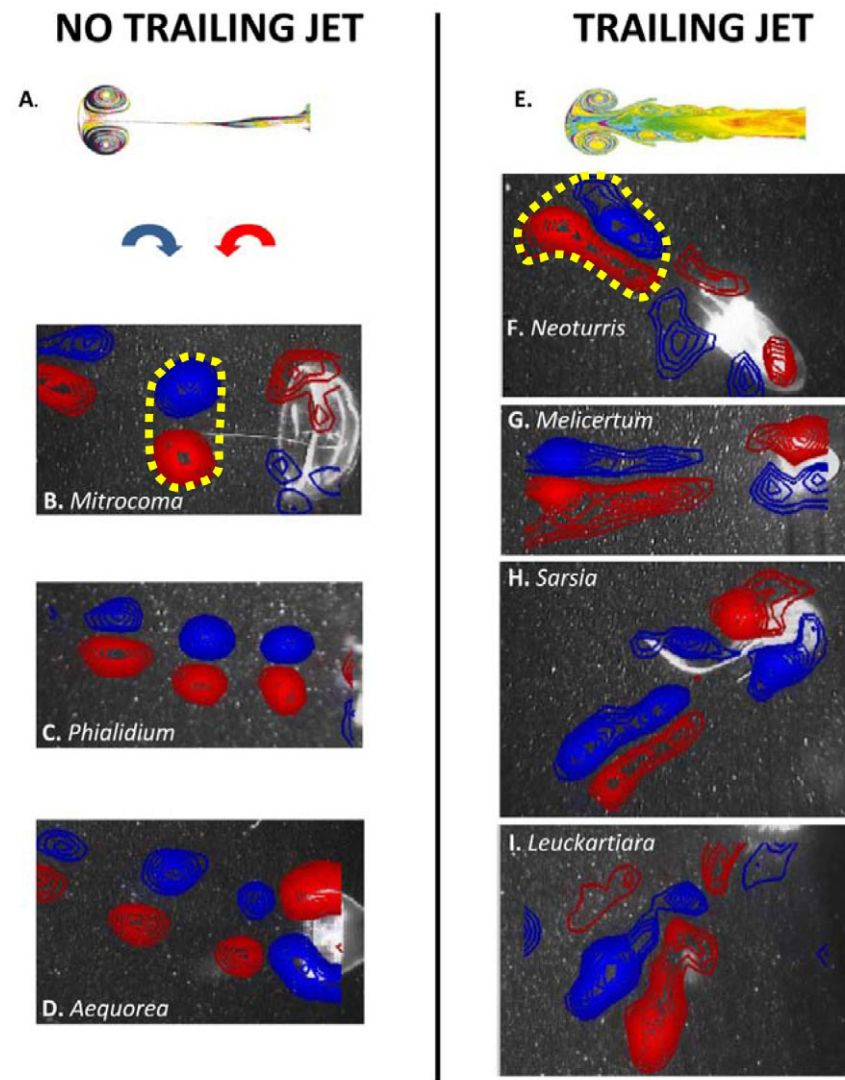 NO TRAILING JET
A.
B. Mitrocoma
C. Phialidium
D. Aequorea
TRAILING JET
E.
F. Neoturris
G. Melicertum
H. Sarsia
I. Leuckartiara